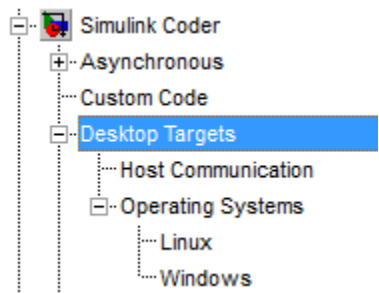 Simulink Coder
Asynchronous
Custom Code
Desktop Targets
Host Communication
Operating Systems
Linux
Windows